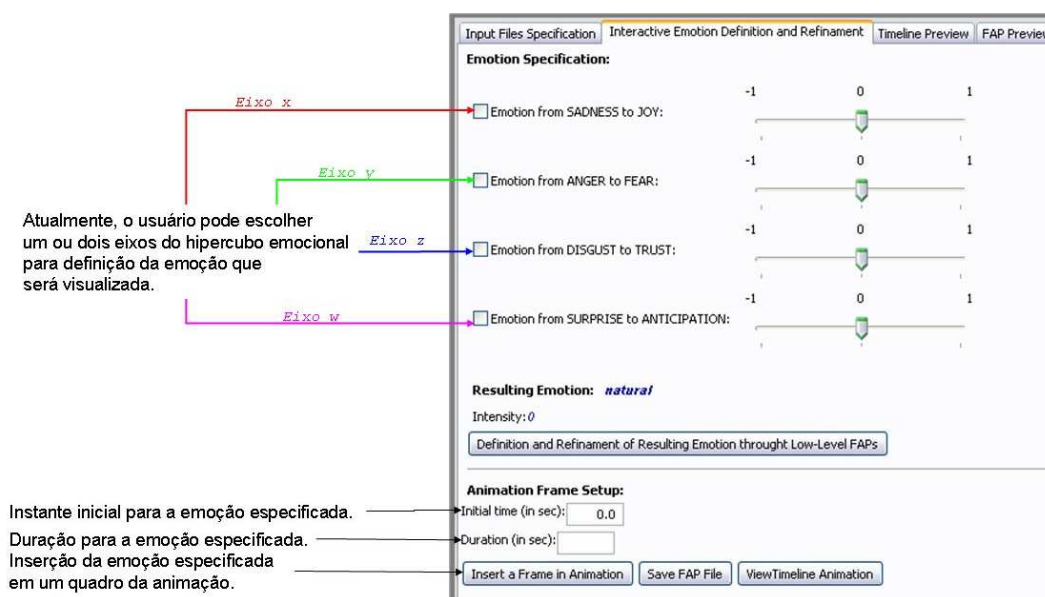 Input Files Specification Interactive Emotion Definition and Refinament Timeline Preview FAP Preview
Emotion Specification:
-1 0 1
Eixo x
Emotion from SADNESS to JOY:
-1 0 1
Eixo y
Emotion from ANGER to FEAR:
Atualmente, o usuário pode escolher
um ou dois eixos do hipercubo emocional
para definição da emoção que
será visualizada.
-1 0 1
Eixo z
Emotion from DISGUST to TRUST:
-1 0 1
Eixo w
Emotion from SURPRISE to ANTICIPATION:
Resulting Emotion: natural
Intensity:0
Definition and Refinament of Resulting Emotion throught Low-Level FAPs
Animation Frame Setup:
Instante inicial para a emoção especificada.
Initial time (in sec): 0.0
Duração para a emoção especificada.
Duration (in sec):
Inserção da emoção especificada
em um quadro da animação.
Insert a Frame in Animation Save FAP File ViewTimeline Animation